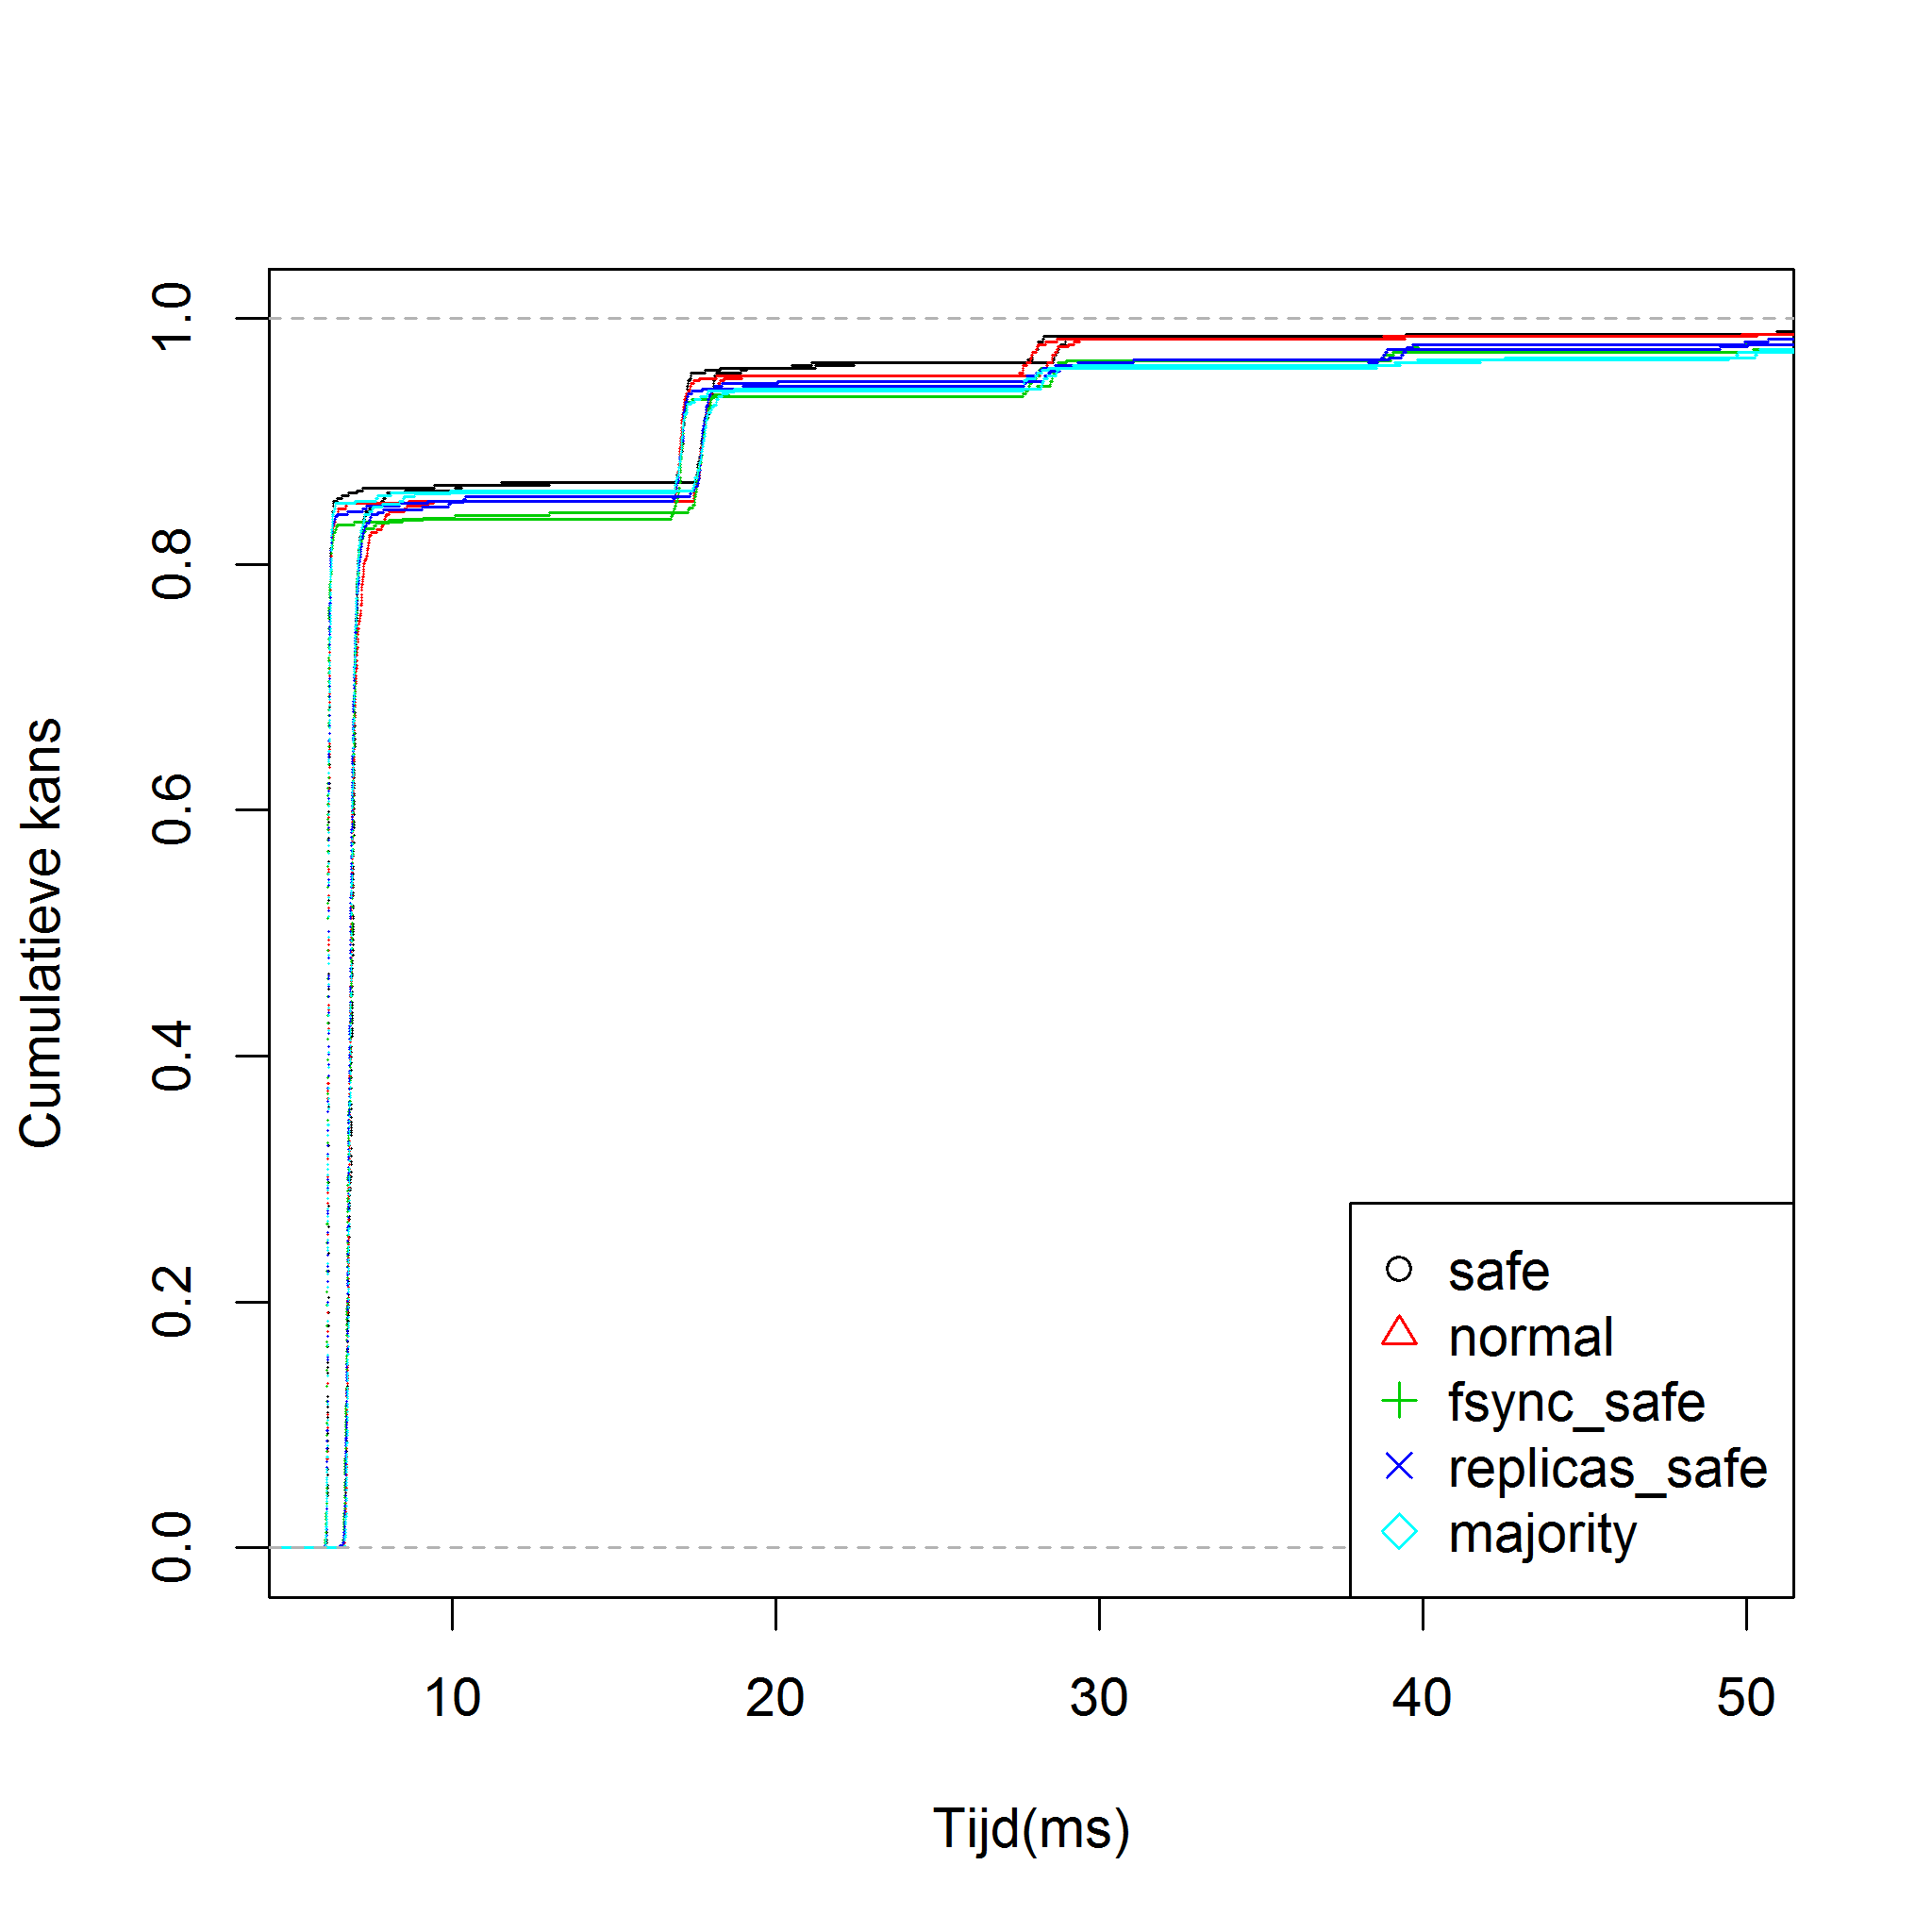 Cumulatieve kans
1.0
0.8
0.6
0.4
0.2
0.0
safe
normal
fsync_safe
replicas_safe
majority
10 20 30 40 50
Tijd(ms)